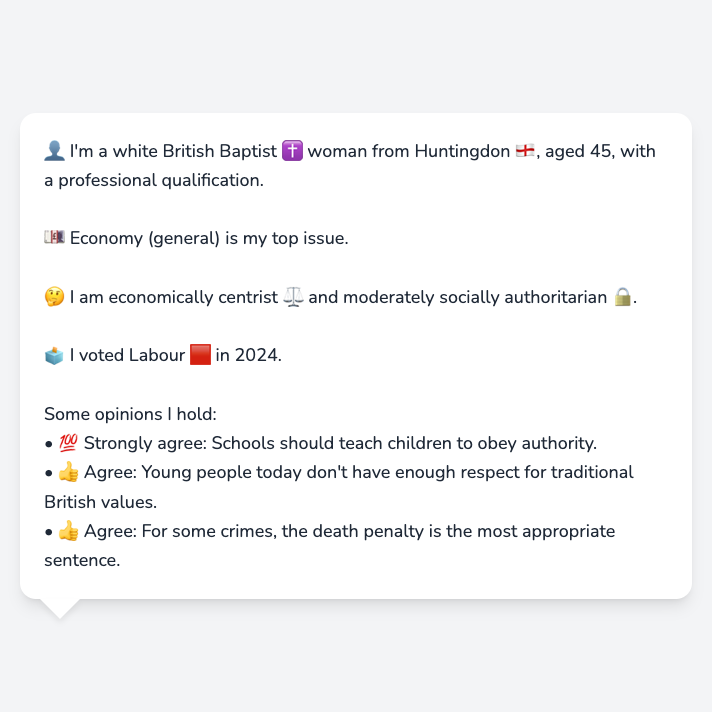 👤 I'm a white British Baptist ✝️ woman from Huntingdon 🏴󠁧󠁢󠁥󠁮󠁧󠁿, aged 45, with
a professional qualification.
💷 Economy (general) is my top issue.
🤔 I am economically centrist ⚖️ and moderately socially authoritarian 🔒.
🗳️ I voted Labour 🟥 in 2024.
Some opinions I hold:
• 💯 Strongly agree: Schools should teach children to obey authority.
• 👍 Agree: Young people today don't have enough respect for traditional
British values.
• 👍 Agree: For some crimes, the death penalty is the most appropriate
sentence.